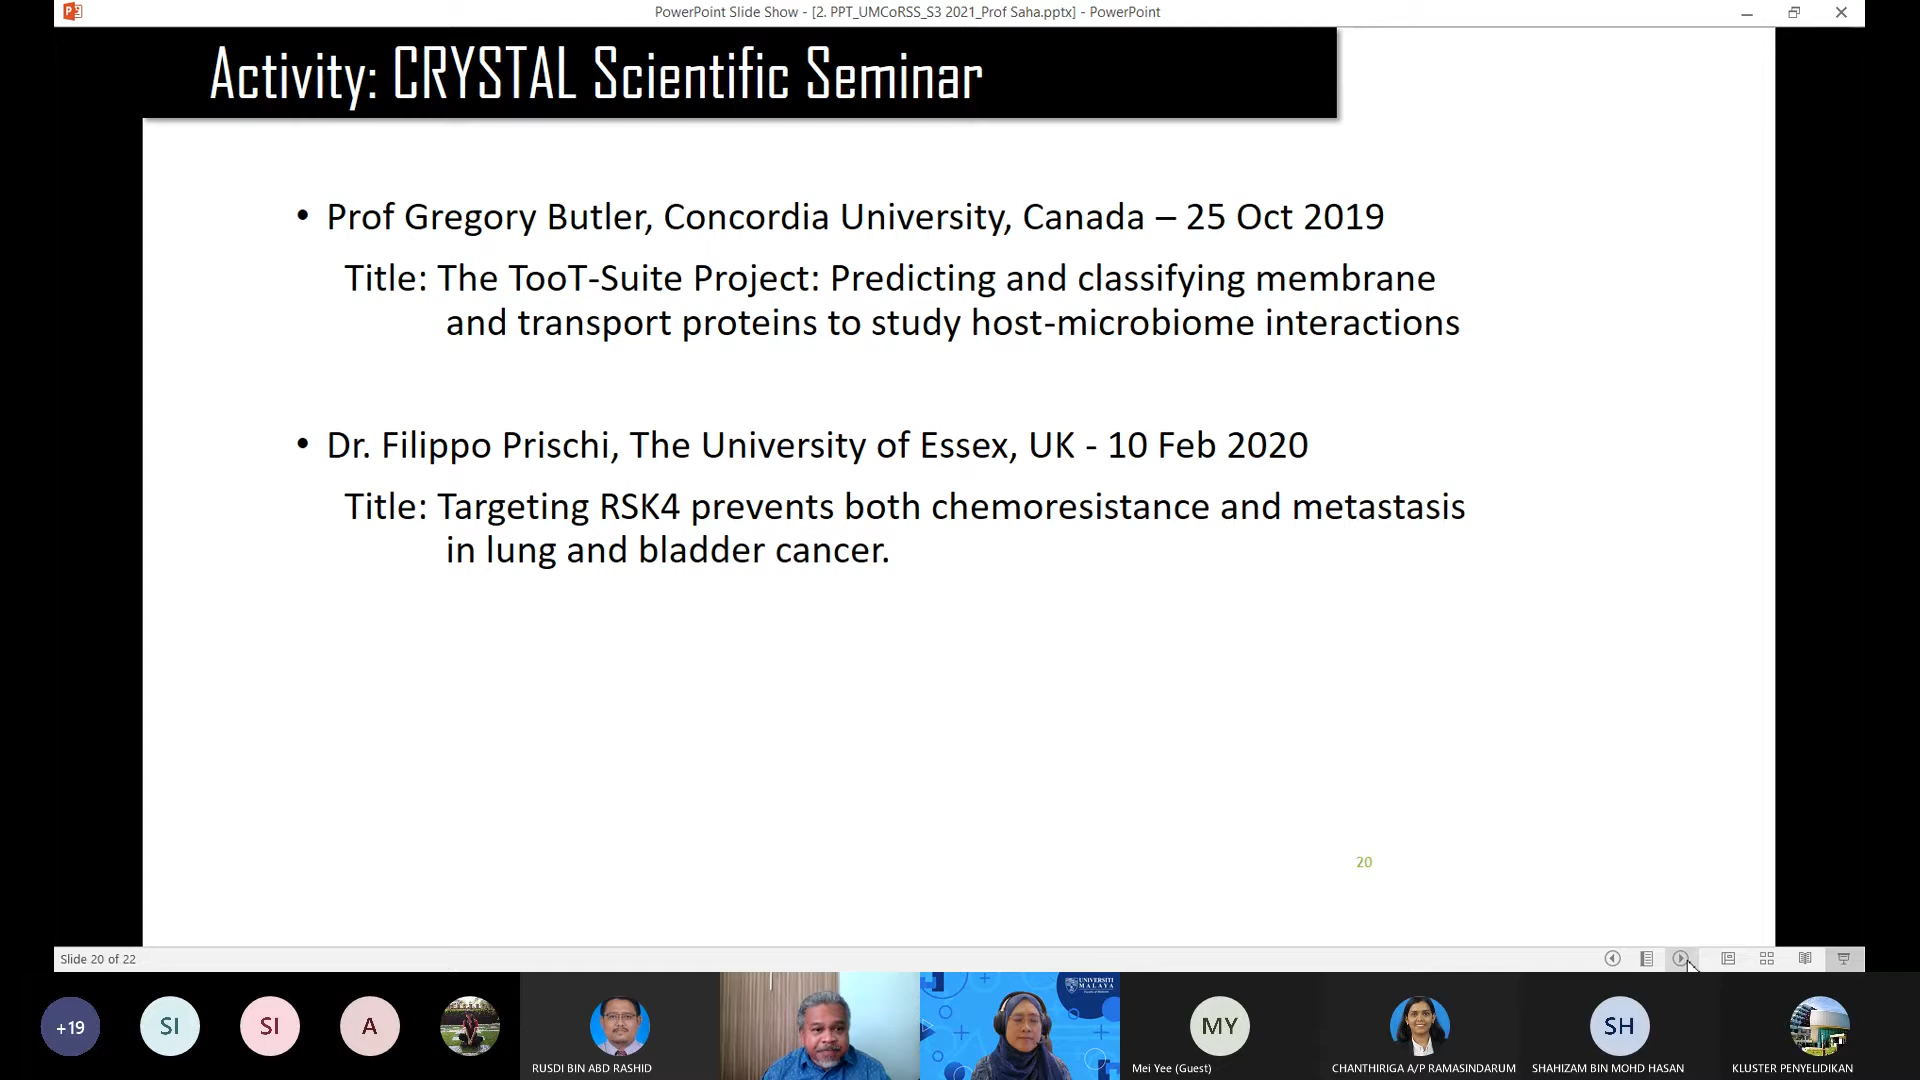 PowerPoint Slide Show - [2. PPT_UMCoRSS_S3 2021_Prof Saha.pptx] - PowerPoint
Activity: CRYSTAL Scientific Seminar
• Prof Gregory Butler, Concordia University, Canada – 25 Oct 2019
Title: The TooT-Suite Project: Predicting and classifying membrane
and transport proteins to study host-microbiome interactions
• Dr. Filippo Prischi, The University of Essex, UK - 10 Feb 2020
Title: Targeting RSK4 prevents both chemoresistance and metastasis
in lung and bladder cancer.
20
Slide 20 of 22
+19
SI
SI
A
RUSDI BIN ABD RASHID
UNIVERSITI
MALAYA
MY
Mei Yee (Guest)
CHANTHIRIGA A/P RAMASINDARUM
SH
SHAHIZAM BIN MOHD HASAN
KLUSTER PENYELIDIKAN